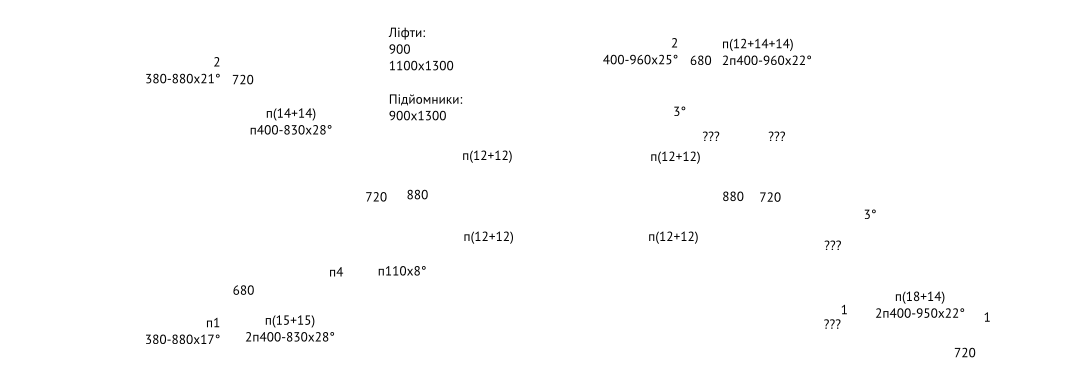 Ліфти:
900
1100x1300
Підйомники:
900x1300
2
380-880x21°
720
п(14+14)
п400-830x28°
2
400-960x25°
680
п(12+14+14)
2п400-960x22°
3°
???
???
п(12+12)
п(12+12)
720
880
880
720
3°
п(12+12)
п(12+12)
???
п4
п110x8°
680
п1
380-880x17°
п(15+15)
2п400-830x28°
1
???
п(18+14)
2п400-950x22°
1
720